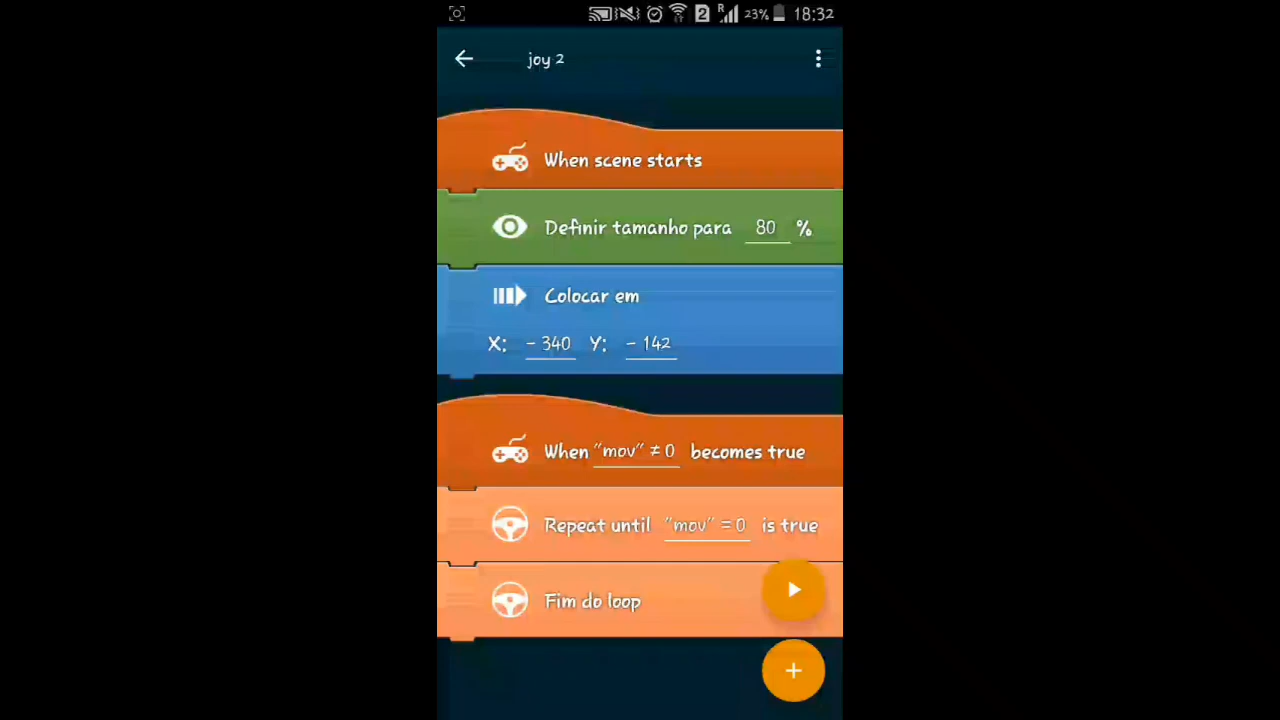 2 R 23% 18:32
joy 2
When scene starts
Definir tamanho para 80 %
Colocar em
X: - 340 Y: - 142
When "mov" ≠ 0 becomes true
Repeat until "mov" = 0 is true
Fim do loop